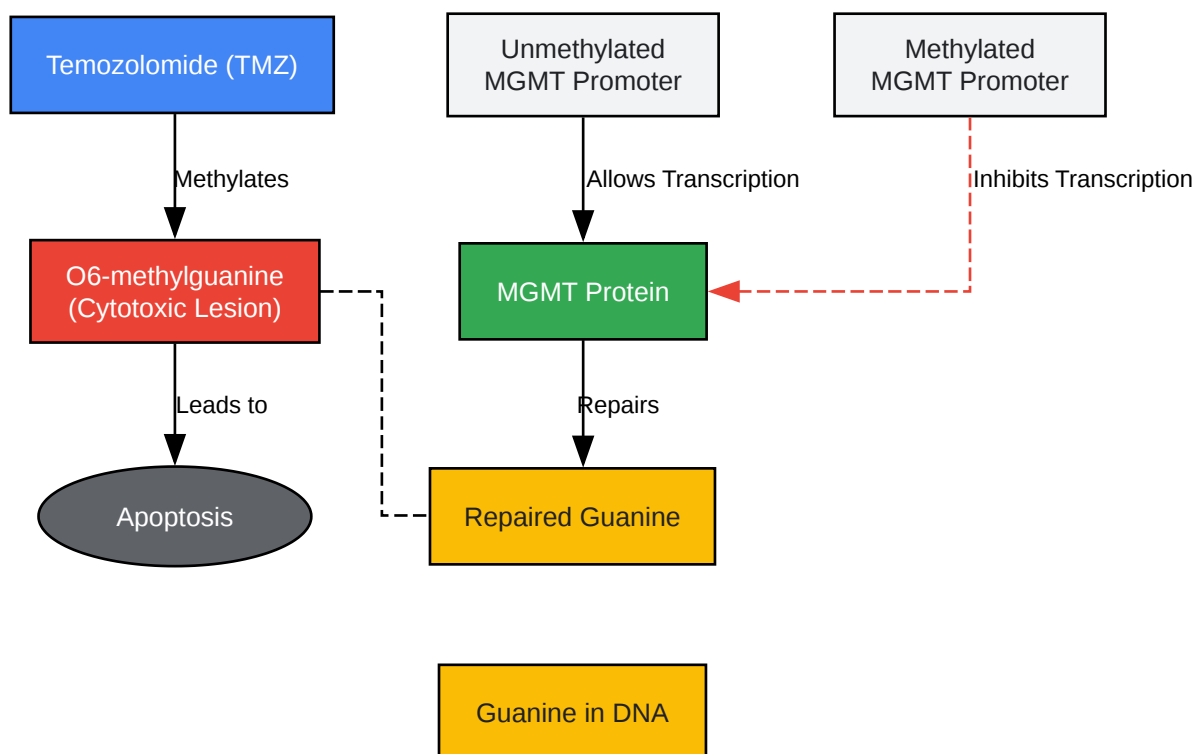 Temozolomide (TMZ)
Unmethylated
MGMT Promoter
Methylated
MGMT Promoter
Methylates
Allows Transcription
Inhibits Transcription
O6-methylguanine
(Cytotoxic Lesion)
MGMT Protein
Leads to
Repairs
Apoptosis
Repaired Guanine
Guanine in DNA